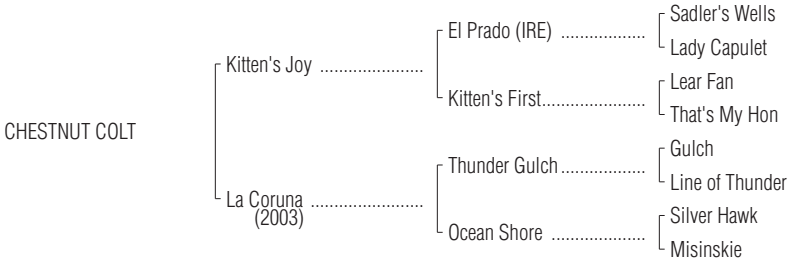 Sadler's Wells
El Prado (IRE) ...................
Lady Capulet
Kitten's Joy ......................
Lear Fan
Kitten's First......................
That's My Hon
CHESTNUT COLT
Gulch
Thunder Gulch..................
Line of Thunder
La Coruna ........................
(2003)
Silver Hawk
Ocean Shore ....................
Misinskie